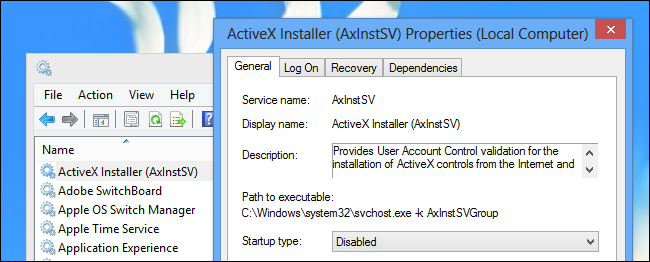 ActiveX Installer (AxInstSV) Properties (Local Computer)
File Action View Help
Name
ActiveX Installer (AxInstSV)
Adobe SwitchBoard
Apple OS Switch Manager
Apple Time Service
Application Experience
General Log On Recovery Dependencies
Service name: AxInstSV
Display name: ActiveX Installer (AxInstSV)
Description: Provides User Account Control validation for the
installation of ActiveX controls from the Internet and
Path to executable:
C:\Windows\system32\svchost.exe -k AxInstSVGroup
Startup type: Disabled